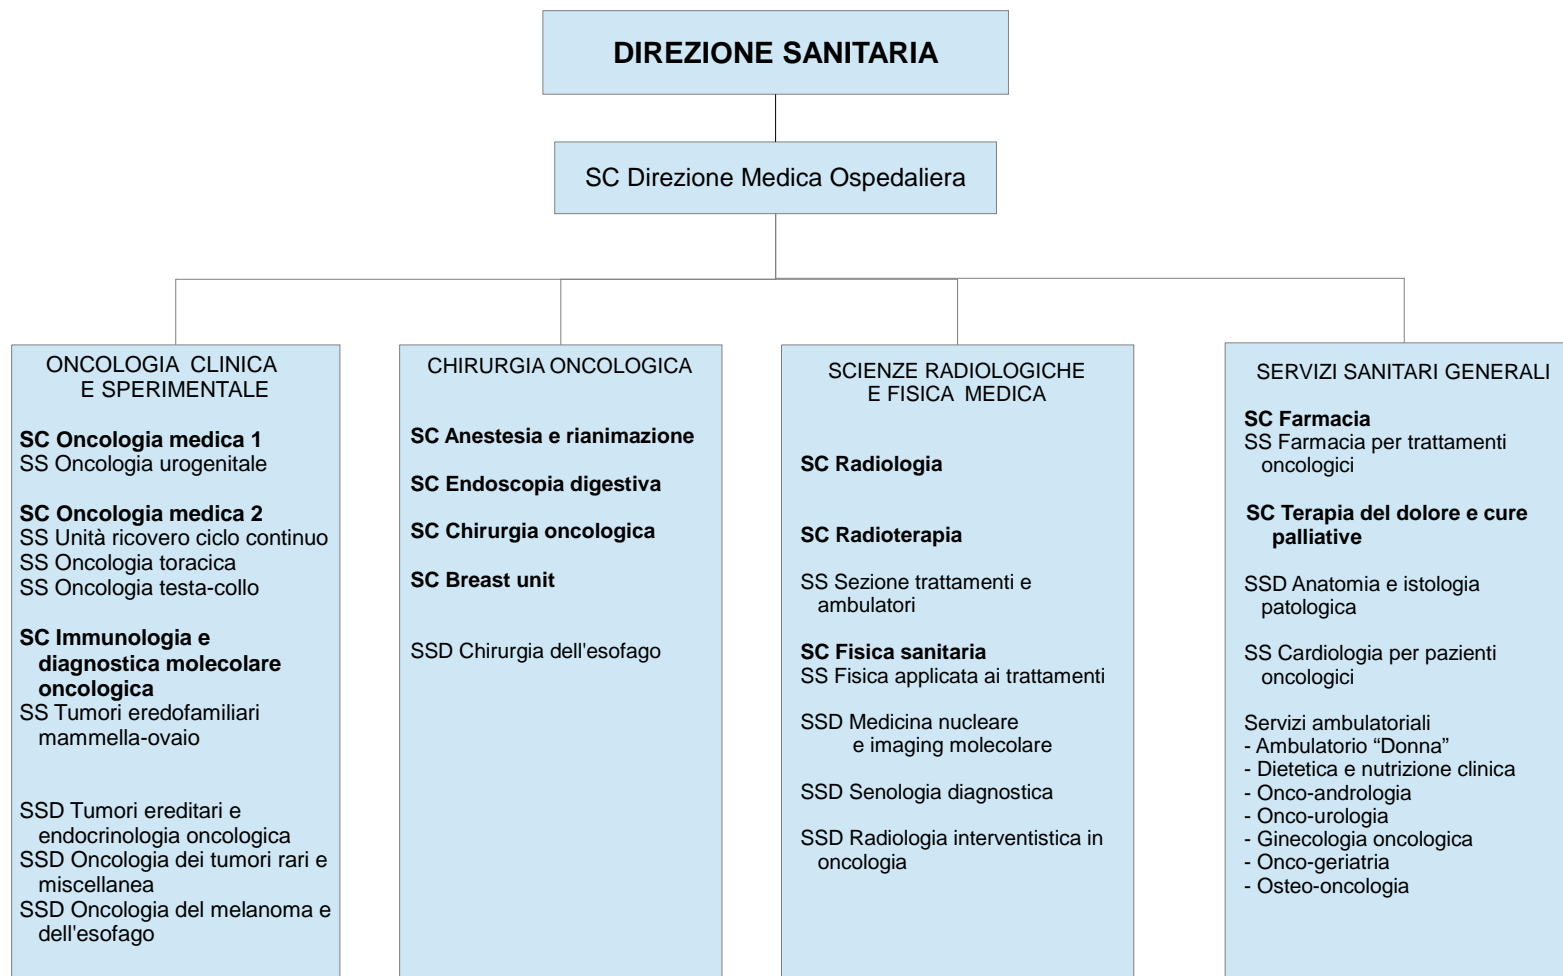 DIREZIONE SANITARIA
SC Direzione Medica Ospedaliera
ONCOLOGIA CLINICA
E SPERIMENTALE
SC Oncologia medica 1
SS Oncologia urogenitale
SC Oncologia medica 2
SS Unità ricovero ciclo continuo
SS Oncologia toracica
SS Oncologia testa-collo
SC Immunologia e
diagnostica molecolare
oncologica
SS Tumori eredofamiliari
mammella-ovaio
SSD Tumori ereditari e
endocrinologia oncologica
SSD Oncologia dei tumori rari e
miscellanea
SSD Oncologia del melanoma e
dell'esofago
CHIRURGIA ONCOLOGICA
SC Anestesia e rianimazione
SC Endoscopia digestiva
SC Chirurgia oncologica
SC Breast unit
SSD Chirurgia dell'esofago
SCIENZE RADIOLOGICHE
E FISICA MEDICA
SC Radiologia
SC Radioterapia
SS Sezione trattamenti e
ambulatori
SC Fisica sanitaria
SS Fisica applicata ai trattamenti
SSD Medicina nucleare
e imaging molecolare
SSD Senologia diagnostica
SSD Radiologia interventistica in
oncologia
SERVIZI SANITARI GENERALI
SC Farmacia
SS Farmacia per trattamenti
oncologici
SC Terapia del dolore e cure
palliative
SSD Anatomia e istologia
patologica
SS Cardiologia per pazienti
oncologici
Servizi ambulatoriali
- Ambulatorio “Donna”
- Dietetica e nutrizione clinica
- Onco-andrologia
- Onco-urologia
- Ginecologia oncologica
- Onco-geriatria
- Osteo-oncologia